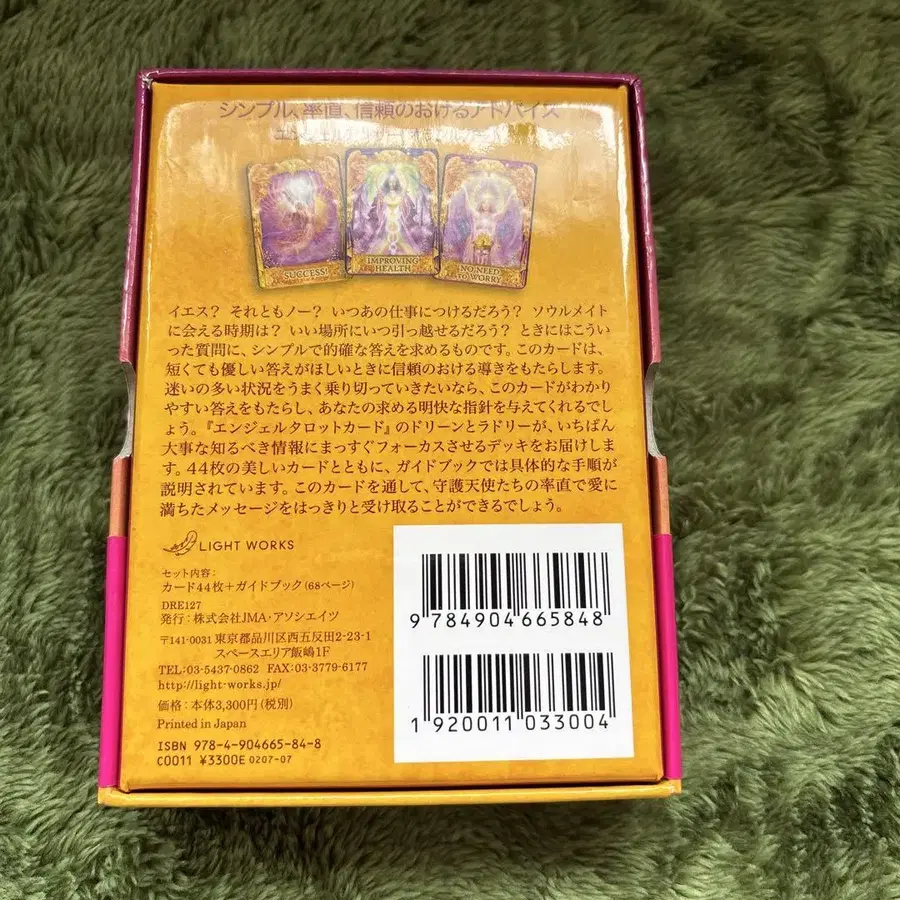 シンプル、率直、信頼のおけるアドバイス
SUCCESS!
IMPROVING
HEALTH
NO NEED
TO WORRY
イエス? それともノー? いつあの仕事につけるだろう? ソウルメイト
に会える時期は? いい場所にいつ引っ越せるだろう? ときにはこうい
った質問に、シンプルで的確な答えを求めるものです。このカードは、
短くても優しい答えがほしいときに信頼のおける導きをもたらします。
迷いの多い状況をうまく乗り切っていきたいなら、このカードがわかり
やすい答えをもたらし、あなたの求める明快な指針を与えてくれるでし
ょう。『エンジェルタロットカード』のドリーンとラドリーが、いちばん
大事な知るべき情報にまっすぐフォーカスさせるデッキをお届けしま
す。44枚の美しいカードとともに、ガイドブックでは具体的な手順が
説明されています。このカードを通して、守護天使たちの率直で愛に
満ちたメッセージをはっきりと受け取ることができるでしょう。
LIGHT WORKS
セット内容:
カード44枚+ガイドブック(68ページ)
DRE127
発行:株式会社JMA・アソシエイツ
〒141-0031 東京都品川区西五反田2-23-1
スペースエリア飯嶋1F
TEL:03-5437-0862 FAX:03-3779-6177
http://light-works.jp/
価格:本体3,300円(税別)
Printed in Japan
ISBN 978-4-904665-84-8
C0011 ¥3300E 0207-07
9 784904 665848
1 920011 033004